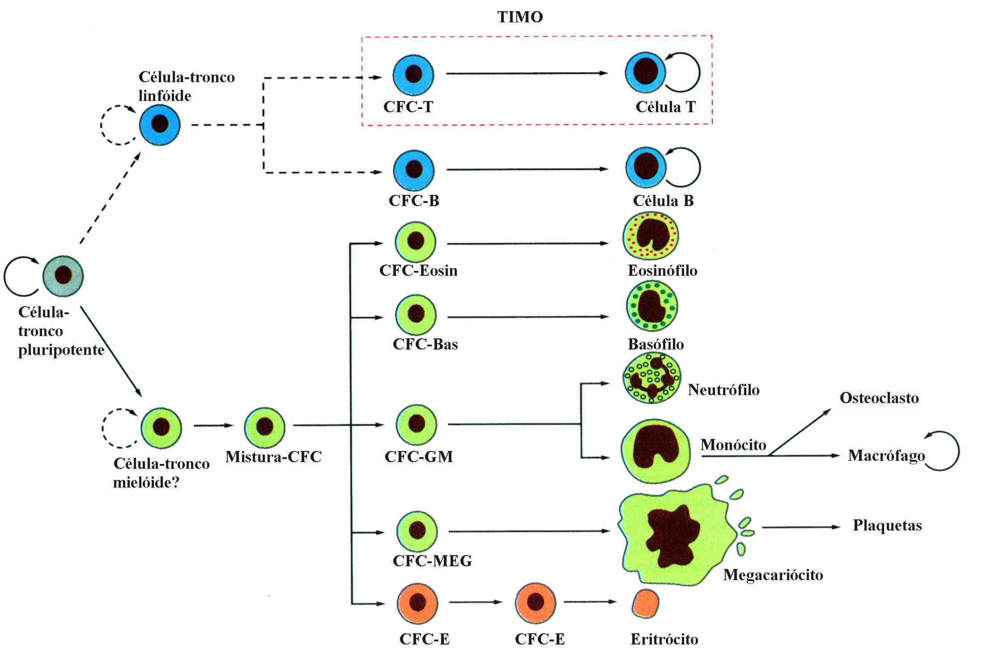 TIMO
Célula-tronco
linfóide
CFC-T
Célula T
CFC-B
Célula B
CFC-Eosin
Eosinófilo
Célula-
tronco
pluripotente
CFC-Bas
Basófilo
Neutrófilo
Osteoclasto
Monócito
Macrófago
Célula-tronco
mielóide?
Mistura-CFC
CFC-GM
Plaquetas
CFC-MEG
Megacariócito
CFC-E
CFC-E
Eritrócito